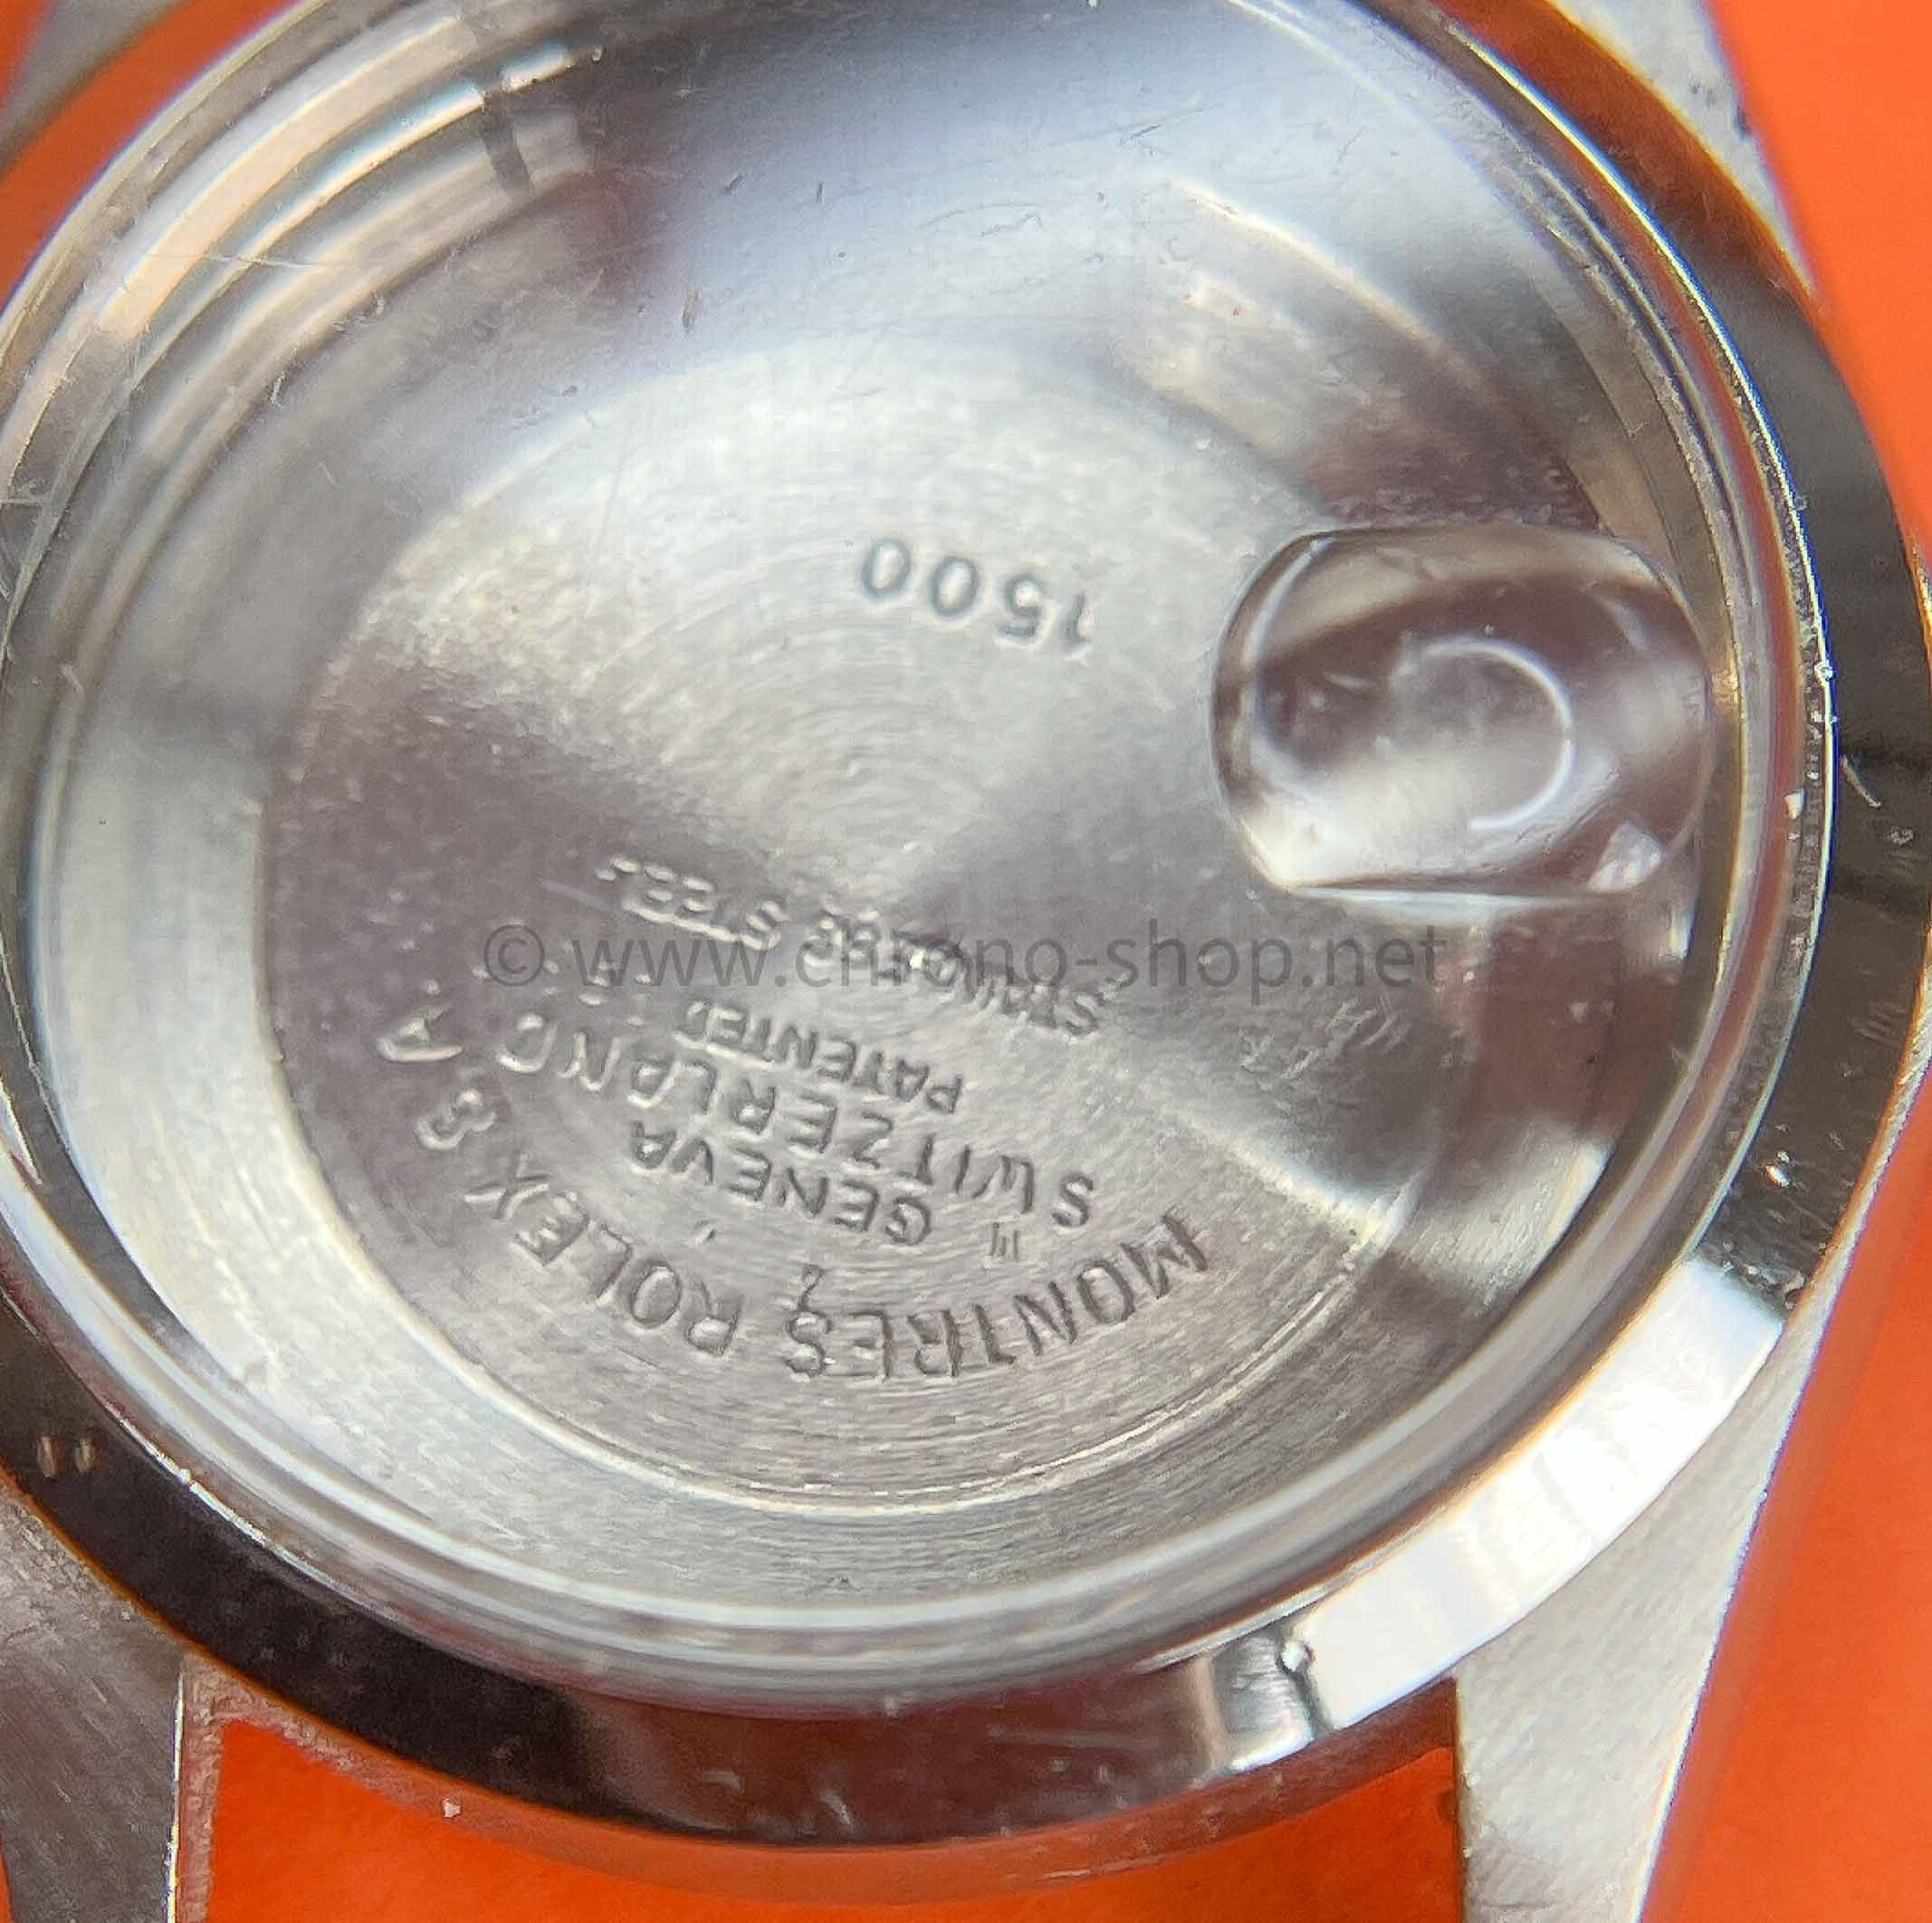 MONTRES ROLEX S A.
GENEVA
SWITZERLAND
PATENTED
STAINLESS STEEL
1500
© www.chrono-shop.net